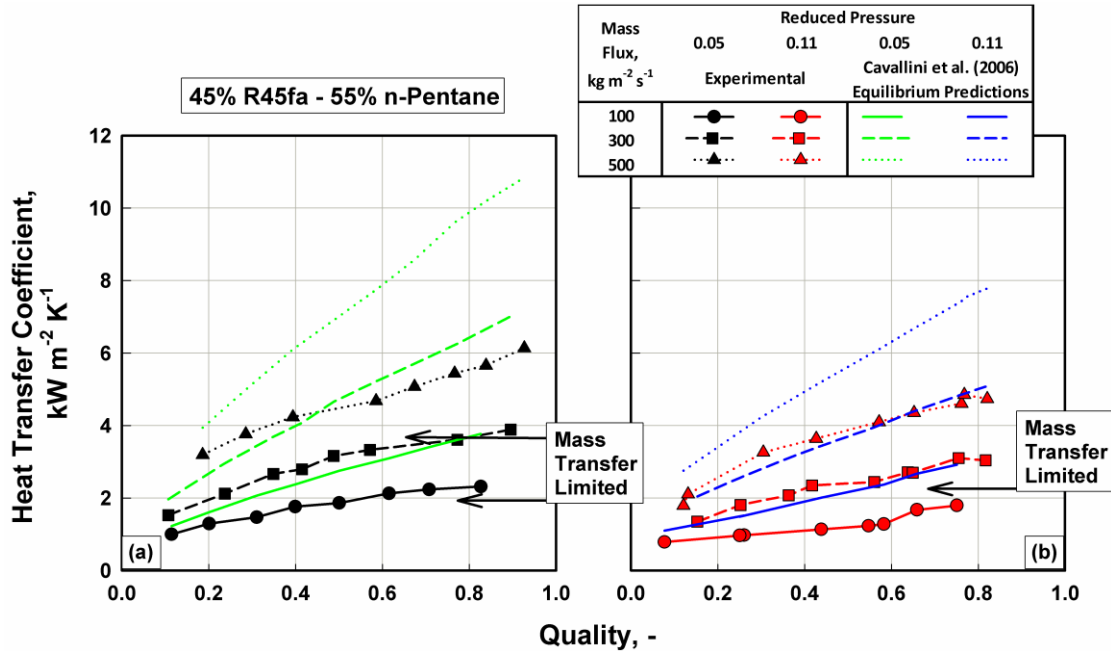 Reduced Pressure
Mass
Flux,
kg m⁻² s⁻¹
0.05 0.11 0.05 0.11
Experimental
Cavallini et al. (2006)
Equilibrium Predictions
100
300
500
45% R45fa - 55% n-Pentane
Heat Transfer Coefficient,
kW m⁻² K⁻¹
12
10
8
6
4
2
0
Mass
Transfer
Limited
(a)
0.0 0.2 0.4 0.6 0.8 1.0
Mass
Transfer
Limited
(b)
0.0 0.2 0.4 0.6 0.8 1.0
Quality, -